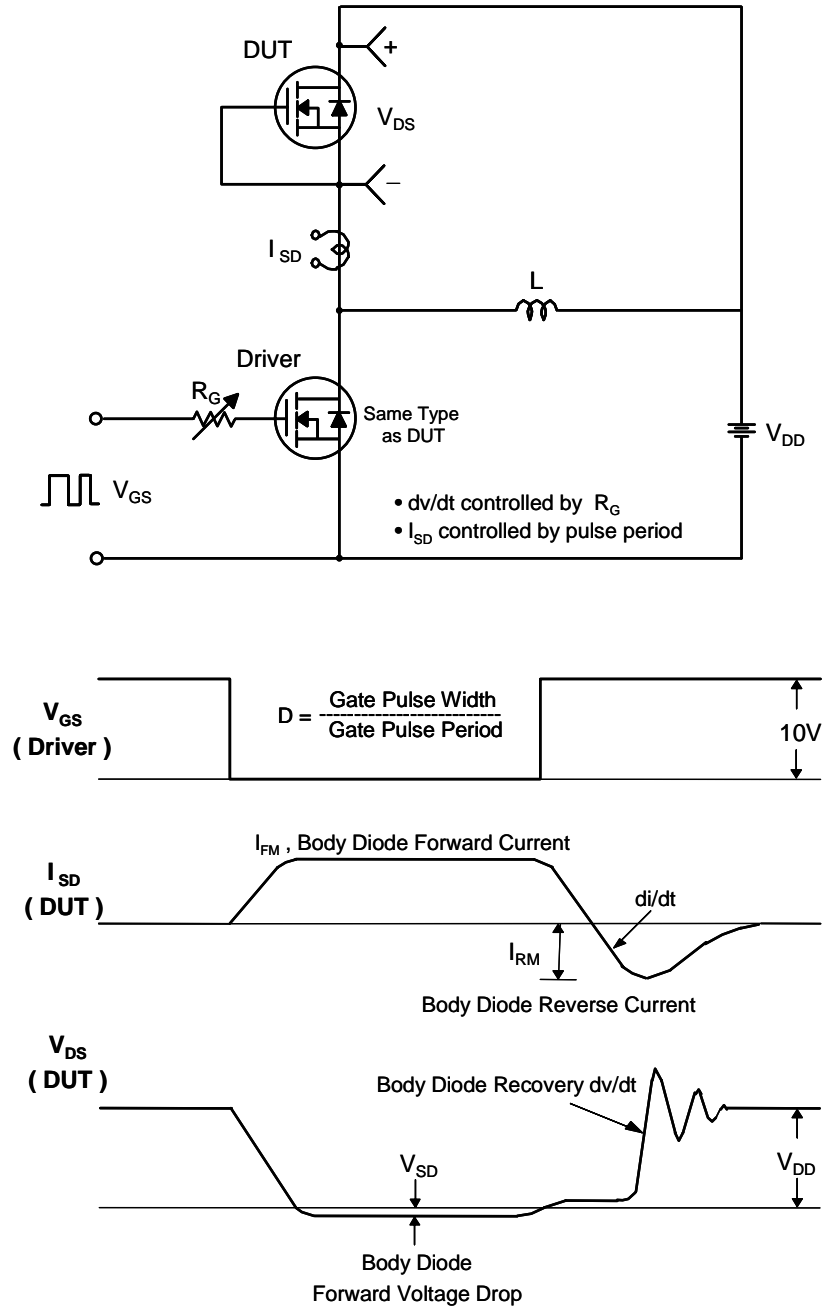 DUT
+
V_DS
–
I_SD
L
Driver
R_G
Same Type
as DUT
V_DD
V_GS
• dv/dt controlled by R_G
• I_SD controlled by pulse period
V_GS
( Driver )
D = Gate Pulse Width
Gate Pulse Period
10V
I_FM , Body Diode Forward Current
I_SD
( DUT )
di/dt
I_RM
Body Diode Reverse Current
V_DS
( DUT )
Body Diode Recovery dv/dt
V_SD
V_DD
Body Diode
Forward Voltage Drop